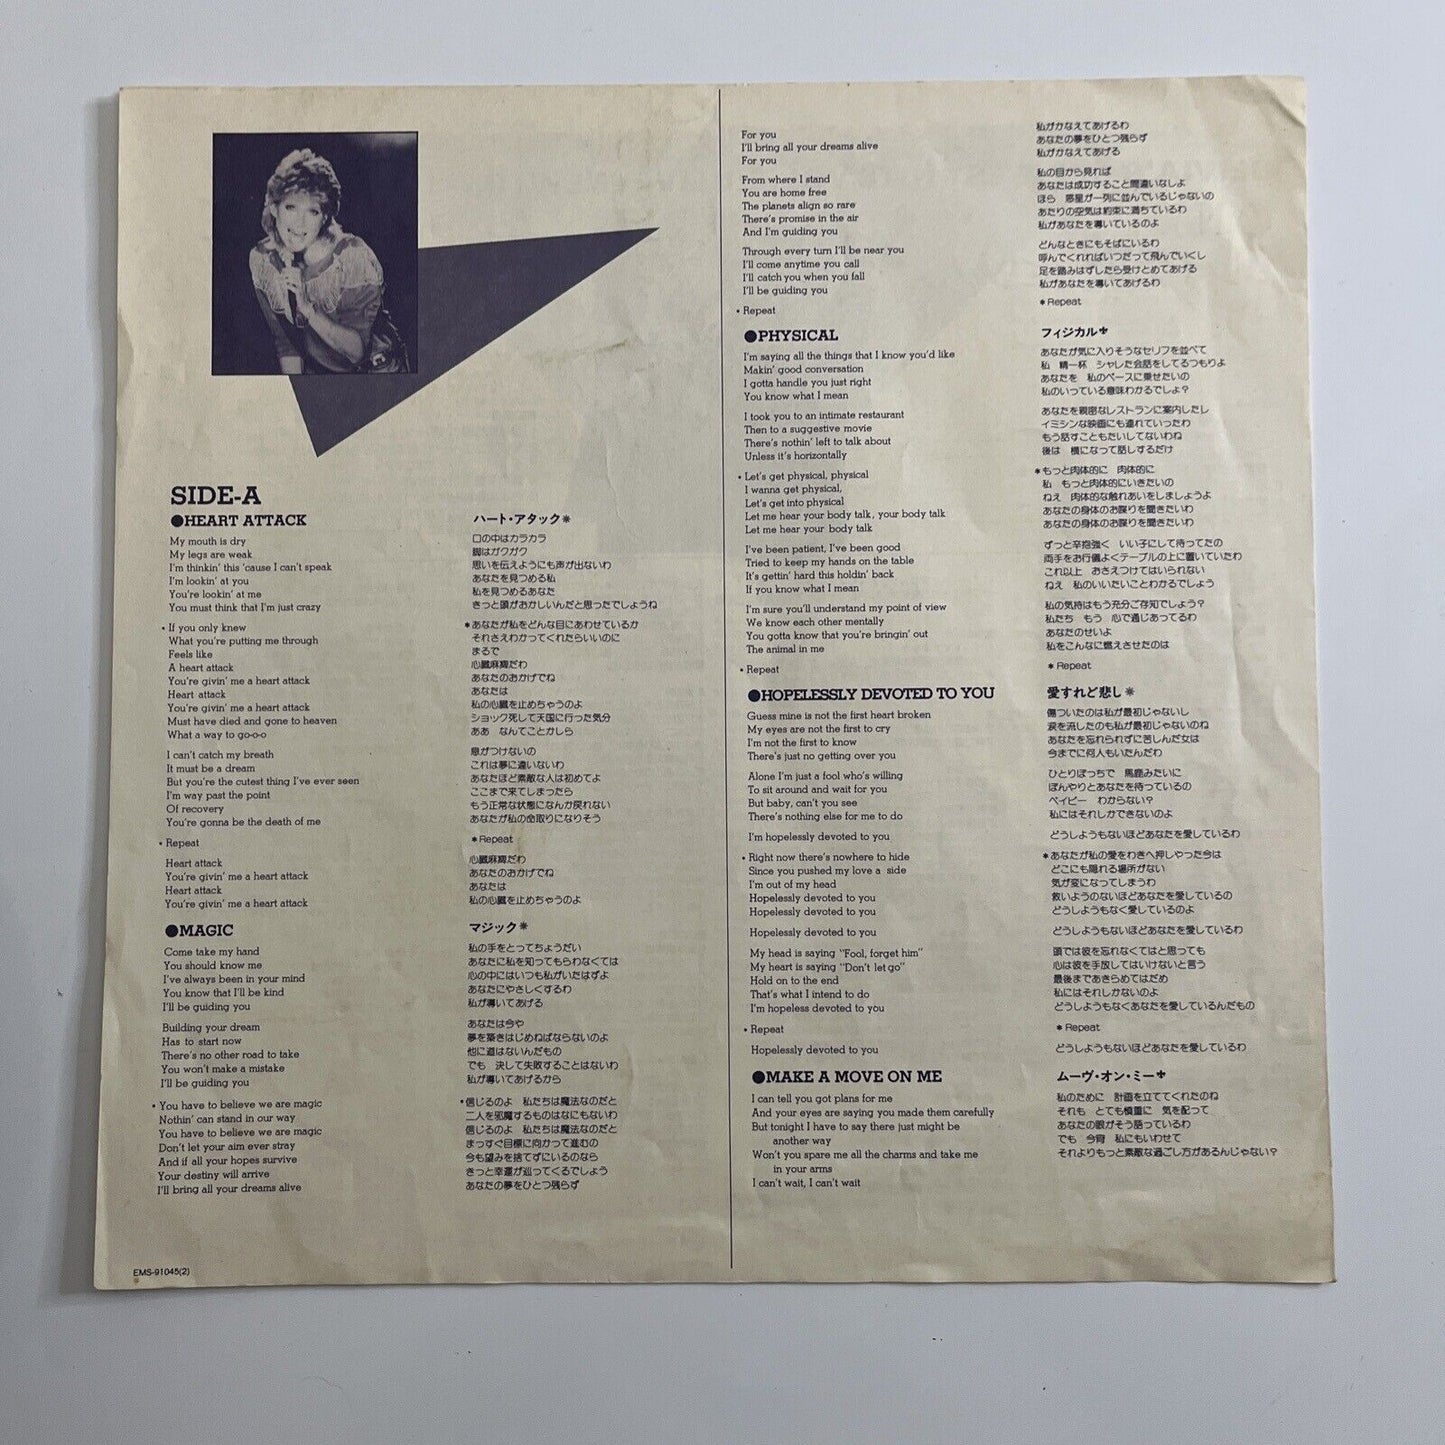 SIDE-A
●HEART ATTACK
My mouth is dry
My legs are weak
I'm thinkin' this 'cause I can't speak
I'm lookin' at you
You're lookin' at me
You must think that I'm just crazy
* If you only knew
What you're putting me through
Feels like
A heart attack
You're givin' me a heart attack
Heart attack
You're givin' me a heart attack
Must have died and gone to heaven
What a way to go-o-o
I can't catch my breath
It must be a dream
But you're the cutest thing I've ever seen
I'm way past the point
Of recovery
You're gonna be the death of me
* Repeat
Heart attack
You're givin' me a heart attack
Heart attack
You're givin' me a heart attack
ハート・アタック✳
口の中はカラカラ
脚はガクガク
思いを伝えようにも声が出ないわ
あなたを見つめる私
私を見つめるあなた
きっと頭がおかしいんだと思ったでしょうね
*あなたが私をどんな目にあわせているか
それさえわかってくれたらいいのに
まるで
心臓麻痺だわ
あなたのおかげでね
あなたは
私の心臓を止めちゃうのよ
ショック死して天国に行った気分
ああ なんてことかしら
息がつけないの
これは夢に違いないわ
あなたほど素敵な人は初めてよ
ここまで来てしまったら
もう正常な状態になんか戻れない
あなたが私の命取りになりそう
*Repeat
心臓麻痺だわ
あなたのおかげでね
あなたは
私の心臓を止めちゃうのよ
●MAGIC
Come take my hand
You should know me
I've always been in your mind
You know that I'll be kind
I'll be guiding you
Building your dream
Has to start now
There's no other road to take
You won't make a mistake
I'll be guiding you
* You have to believe we are magic
Nothin' can stand in our way
You have to believe we are magic
Don't let your aim ever stray
And if all your hopes survive
Your destiny will arrive
I'll bring all your dreams alive
マジック✳
私の手をとってちょうだい
あなたに私を知ってもらわなくては
心の中にはいつも私がいたはずよ
あなたにやさしくするわ
私が導いてあげる
あなたは今や
夢を築きはじめねばならないのよ
他に道はないんだもの
でも 決して失敗することはないわ
私が導いてあげるから
*信じるのよ 私たちは魔法なのだと
二人を邪魔するものはなにもないわ
信じるのよ 私たちは魔法なのだと
まっすぐ目標に向かって進むの
今も望みを捨てずにいるのなら
きっと幸運が巡ってくるでしょう
あなたの夢をひとつ残らず
EMS-91045(2)
For you
I'll bring all your dreams alive
For you
From where I stand
You are home free
The planets align so rare
There's promise in the air
And I'm guiding you
Through every turn I'll be near you
I'll come anytime you call
I'll catch you when you fall
I'll be guiding you
* Repeat
私がかなえてあげるわ
あなたの夢をひとつ残らず
私がかなえてあげる
私の目から見れば
あなたは成功すること間違いなしよ
ほら 惑星が一列に並んでいるじゃないの
あたりの空気は約束に満ちているわ
私があなたを導いているのよ
どんなときにもそばにいるわ
呼んでくれればいつだって飛んでいくし
足を踏みはずしたら受けとめてあげる
私があなたを導いてあげるわ
*Repeat
●PHYSICAL
I'm saying all the things that I know you'd like
Makin' good conversation
I gotta handle you just right
You know what I mean
I took you to an intimate restaurant
Then to a suggestive movie
There's nothin' left to talk about
Unless it's horizontally
* Let's get physical, physical
I wanna get physical,
Let's get into physical
Let me hear your body talk, your body talk
Let me hear your body talk
I've been patient, I've been good
Tried to keep my hands on the table
It's gettin' hard this holdin' back
If you know what I mean
I'm sure you'll understand my point of view
We know each other mentally
You gotta know that you're bringin' out
The animal in me
* Repeat
フィジカル✚
あなたが気に入りそうなセリフを並べて
私 精一杯 シャレた会話をしてるつもりよ
あなたを 私のペースに乗せたいの
私のいっている意味わかるでしょ?
あなたを親密なレストランに案内したし
イミシンな映画にも連れていったわ
もう話すこともたいしてないわね
後は 横になって話しするだけ
*もっと肉体的に 肉体的に
私 もっと肉体的にいきたいの
ねえ 肉体的な触れあいをしましょうよ
あなたの身体のお喋りを聞きたいわ
あなたの身体のお喋りを聞きたいわ
ずっと辛抱強く いい子にして待ってたの
両手をお行儀よくテーブルの上に置いていたわ
これ以上 おさえつけてはいられない
ねえ 私のいいたいことわかるでしょう
私の気持はもう充分ご存知でしょう?
私たち もう 心で通じあってるわ
あなたのせいよ
私をこんなに燃えさせたのは
*Repeat
●HOPELESSLY DEVOTED TO YOU
Guess mine is not the first heart broken
My eyes are not the first to cry
I'm not the first to know
There's just no getting over you
Alone I'm just a fool who's willing
To sit around and wait for you
But baby, can't you see
There's nothing else for me to do
I'm hopelessly devoted to you
* Right now there's nowhere to hide
Since you pushed my love a side
I'm out of my head
Hopelessly devoted to you
Hopelessly devoted to you
Hopelessly devoted to you
My head is saying "Fool, forget him"
My heart is saying "Don't let go"
Hold on to the end
That's what I intend to do
I'm hopeless devoted to you
* Repeat
Hopelessly devoted to you
愛すれど悲し✳
傷ついたのは私が最初じゃないし
涙を流したのも私が最初じゃないのね
あなたを忘れられずに苦しんだ女は
今までに何人もいたんだわ
ひとりぼっちで 馬鹿みたいに
ぼんやりとあなたを待っているの
ベイビー わからない?
私にはそれしかできないのよ
どうしようもないほどあなたを愛しているわ
*あなたが私の愛をわきへ押しやった今は
どこにも隠れる場所がない
気が変になってしまうわ
救いようのないほどあなたを愛しているの
どうしようもなく愛しているのよ
どうしようもないほどあなたを愛しているわ
頭では彼を忘れなくてはと思っても
心は彼を手放してはいけないと言う
最後まであきらめてはだめ
私にはそれしかないのよ
どうしようもなくあなたを愛しているんだもの
*Repeat
どうしようもないほどあなたを愛しているわ
●MAKE A MOVE ON ME
I can tell you got plans for me
And your eyes are saying you made them carefully
But tonight I have to say there just might be
another way
Won't you spare me all the charms and take me
in your arms
I can't wait, I can't wait
ムーヴ・オン・ミー✚
私のために 計画を立ててくれたのね
それも とても慎重に 気を配って
あなたの眼がそう語っているわ
でも 今宵 私にもいわせて
それよりもっと素敵な過ごし方があるんじゃない?